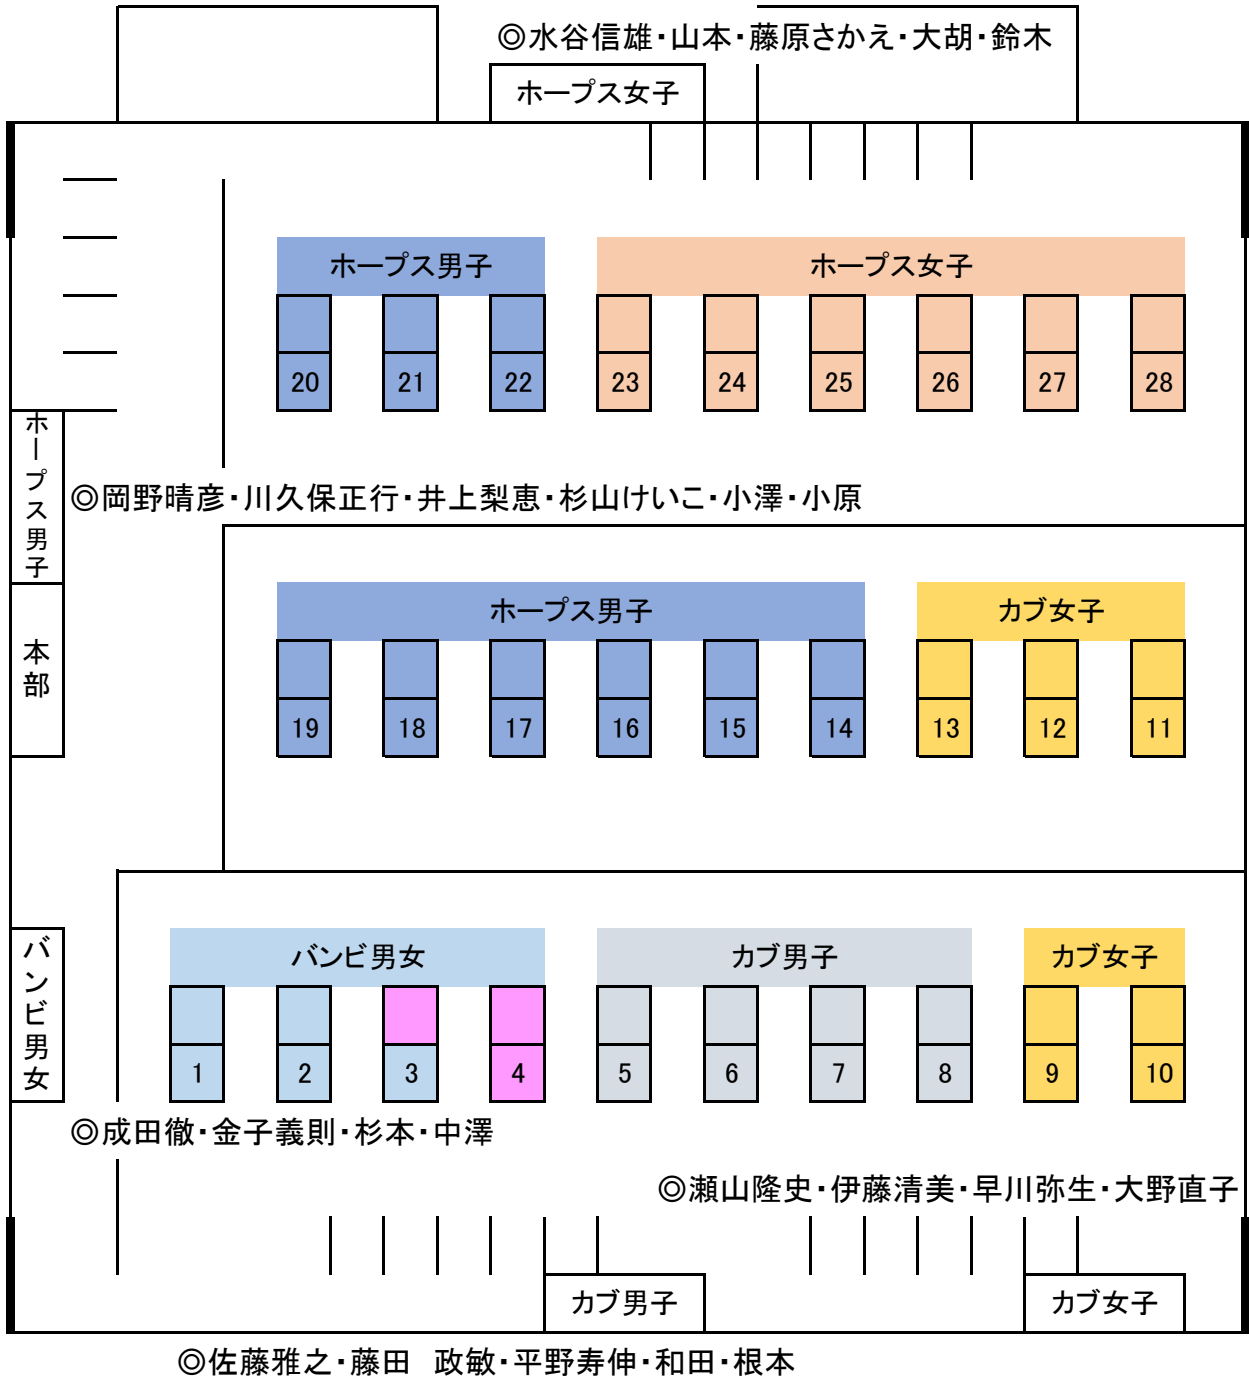 ◎水谷信雄・山本・藤原さかえ・大胡・鈴木
ホープス女子
ホープス男子 ホープス女子
20 21 22 23 24 25 26 27 28
ホープス男子
◎岡野晴彦・川久保正行・井上梨恵・杉山けいこ・小澤・小原
ホープス男子 カブ女子
本部
19 18 17 16 15 14 13 12 11
バンビ男女
バンビ男女 カブ男子 カブ女子
1 2 3 4 5 6 7 8 9 10
◎成田徹・金子義則・杉本・中澤
◎瀬山隆史・伊藤清美・早川弥生・大野直子
カブ男子 カブ女子
◎佐藤雅之・藤田　政敏・平野寿伸・和田・根本